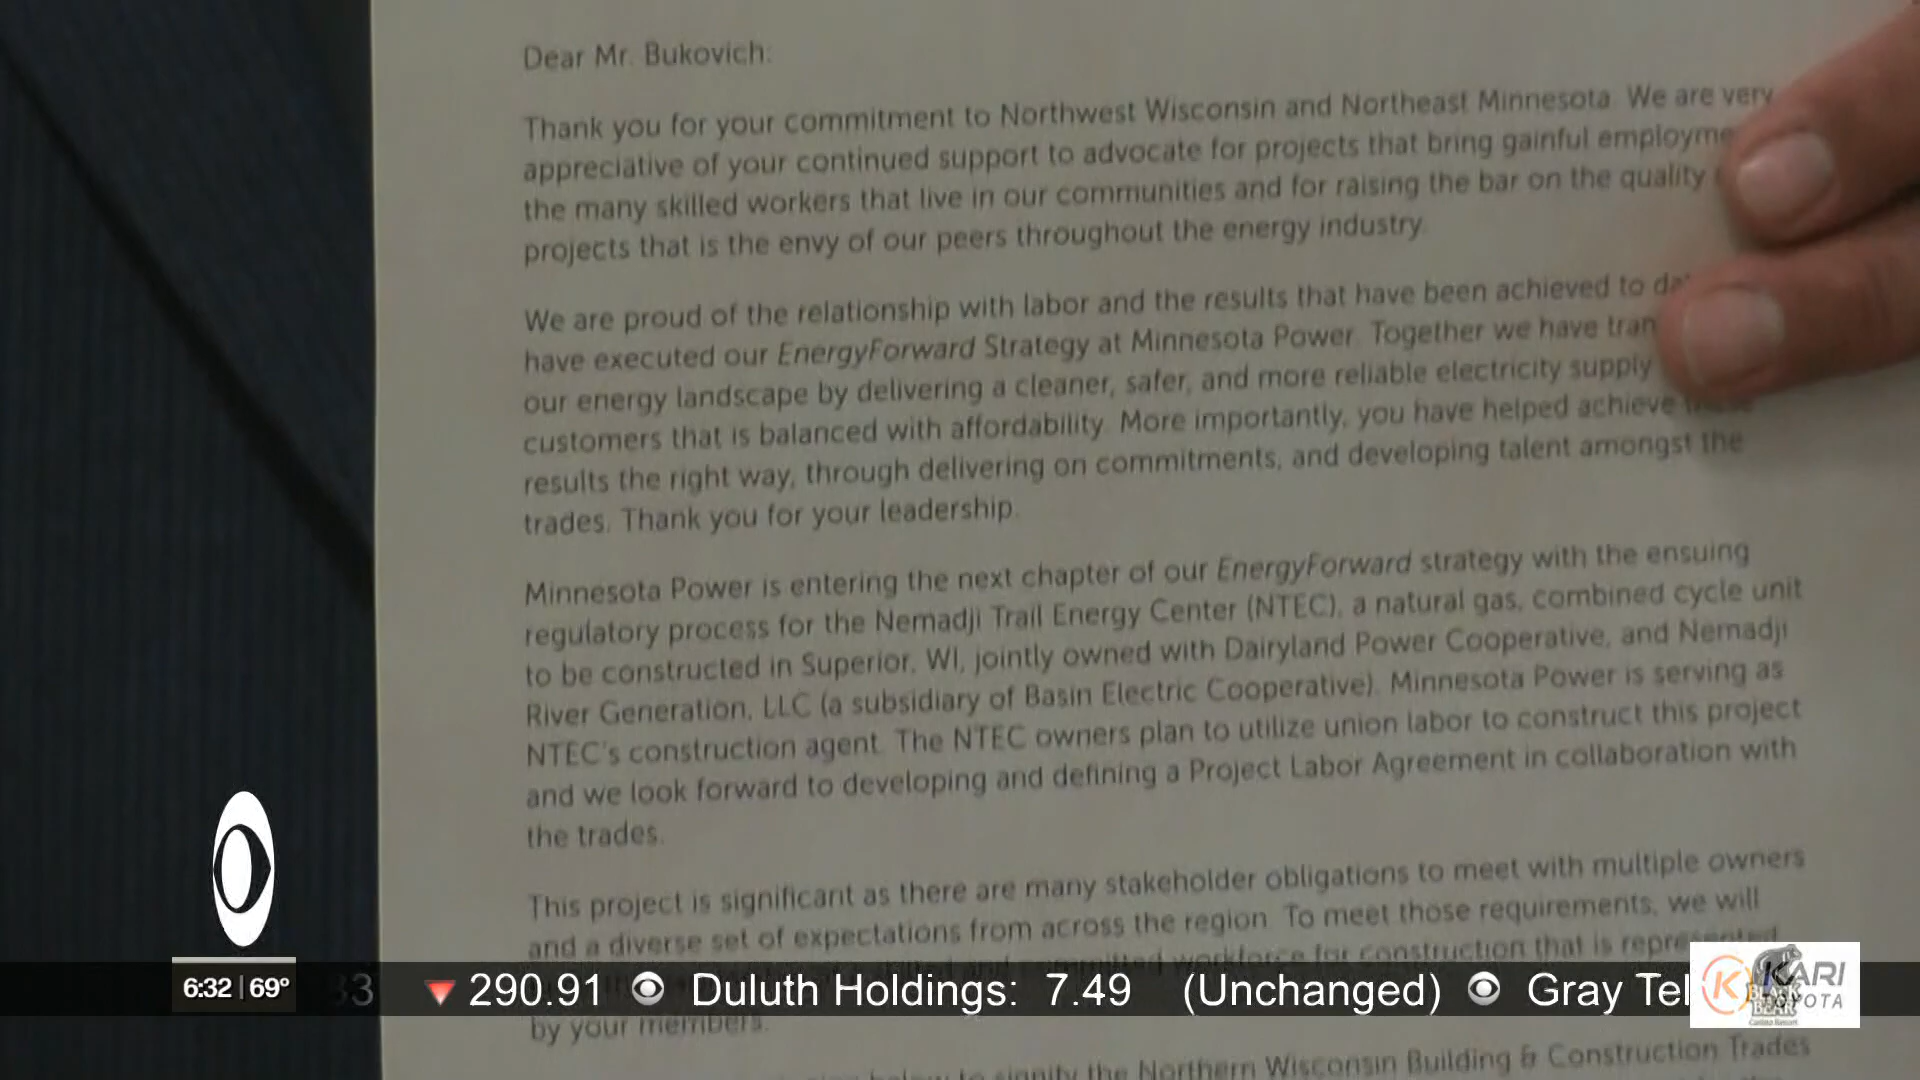 Dear Mr. Bukovich:
Thank you for your commitment to Northwest Wisconsin and Northeast Minnesota. We are very
appreciative of your continued support to advocate for projects that bring gainful employme
the many skilled workers that live in our communities and for raising the bar on the quality
projects that is the envy of our peers throughout the energy industry.
We are proud of the relationship with labor and the results that have been achieved to da
have executed our EnergyForward Strategy at Minnesota Power. Together we have tran
our energy landscape by delivering a cleaner, safer, and more reliable electricity supply
customers that is balanced with affordability. More importantly, you have helped achieve
results the right way, through delivering on commitments, and developing talent amongst the
trades. Thank you for your leadership.
Minnesota Power is entering the next chapter of our EnergyForward strategy with the ensuing
regulatory process for the Nemadji Trail Energy Center (NTEC), a natural gas, combined cycle unit
to be constructed in Superior, WI, jointly owned with Dairyland Power Cooperative, and Nemadji
River Generation, LLC (a subsidiary of Basin Electric Cooperative). Minnesota Power is serving as
NTEC's construction agent. The NTEC owners plan to utilize union labor to construct this project
and we look forward to developing and defining a Project Labor Agreement in collaboration with
the trades.
This project is significant as there are many stakeholder obligations to meet with multiple owners
and a diverse set of expectations from across the region. To meet those requirements, we will
workforce for construction that is represented
6:32 | 69° 33 290.91 Duluth Holdings: 7.49 (Unchanged) Gray Tel
KARI
TOYOTA
BLACK
BEAR
Casino Resort
by your members.
below to signify the Northern Wisconsin Building & Construction Trades